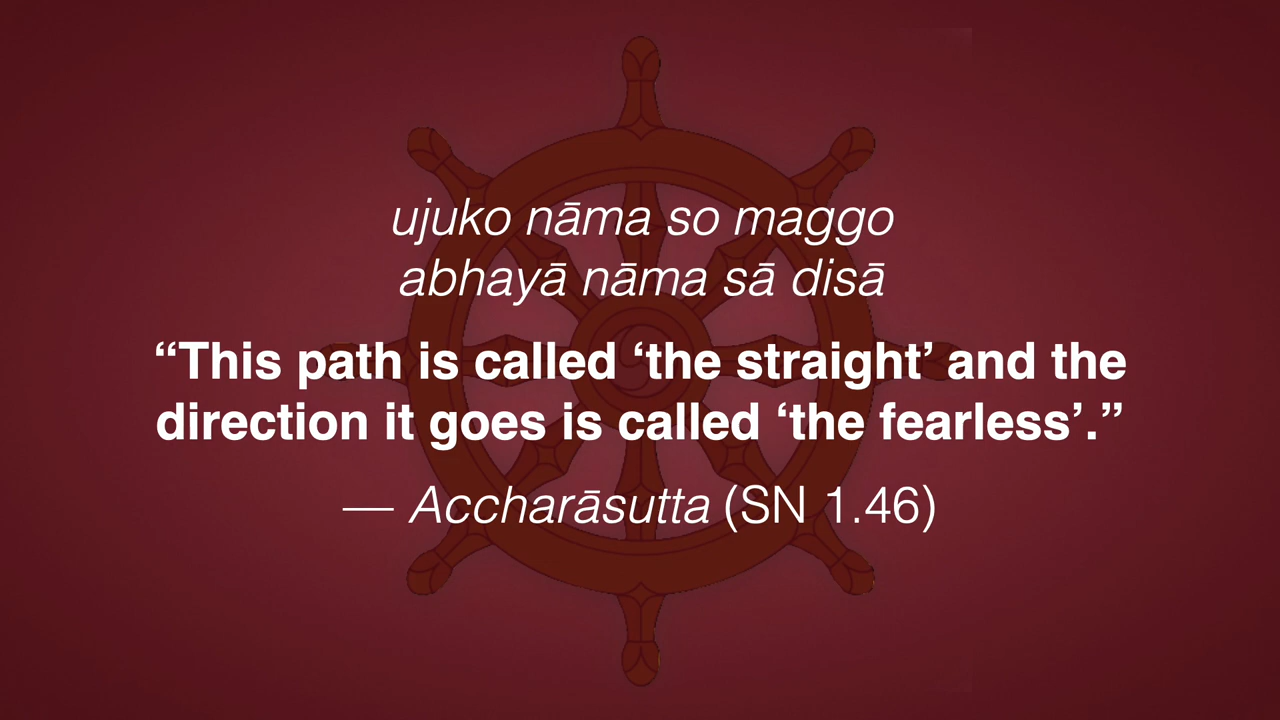 ujuko nāma so maggo
abhayā nāma sā disā
“This path is called ‘the straight’ and the
direction it goes is called ‘the fearless’.”
— Accharāsutta (SN 1.46)